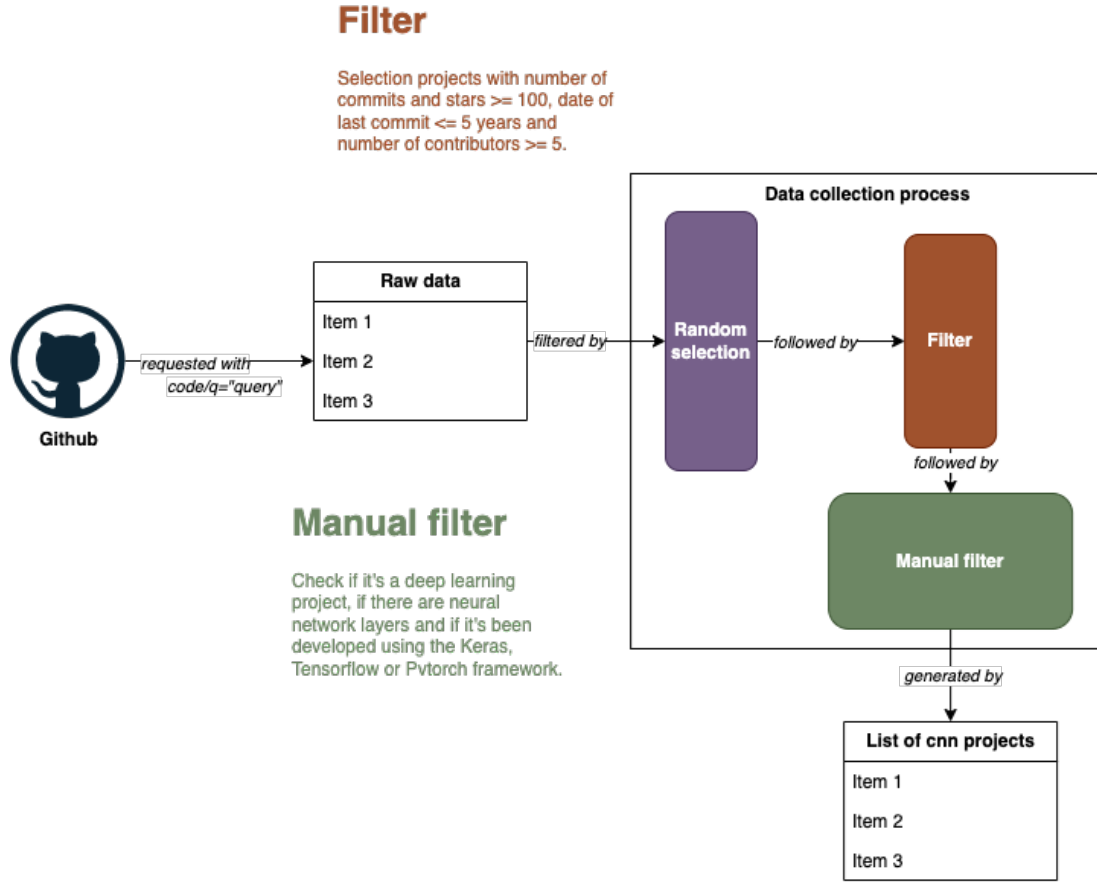 Filter
Selection projects with number of
commits and stars >= 100, date of
last commit <= 5 years and
number of contributors >= 5.
Data collection process
Raw data
Item 1
Item 2
Item 3
Github
requested with
code/q="query"
filtered by
Random
selection
followed by
Filter
followed by
Manual filter
Manual filter
Check if it's a deep learning
project, if there are neural
network layers and if it's been
developed using the Keras,
Tensorflow or Pytorch framework.
generated by
List of cnn projects
Item 1
Item 2
Item 3